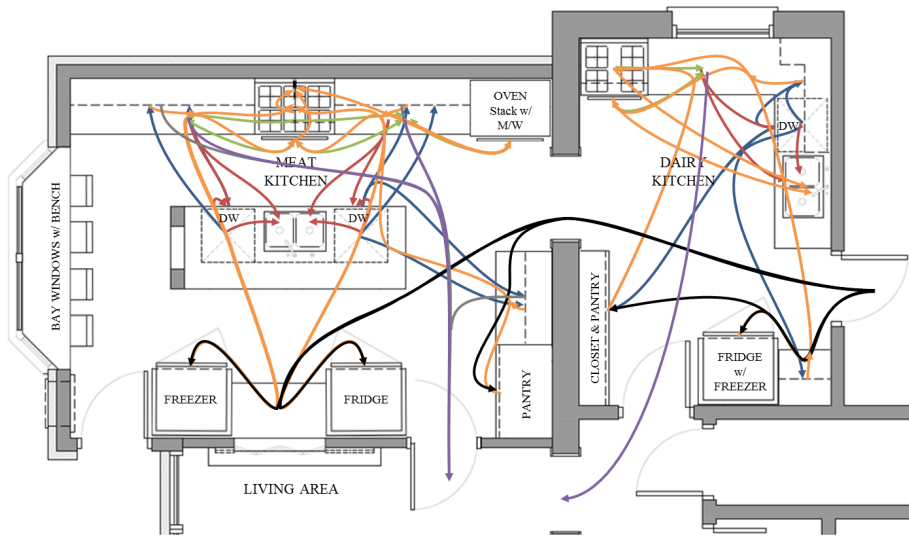 OVEN
Stack w/
M/W
MEAT
KITCHEN
DAIRY
KITCHEN
DW
DW
DW
BAY WINDOWS w/ BENCH
CLOSET & PANTRY
PANTRY
FREEZER
FRIDGE
FRIDGE
w/
FREEZER
LIVING AREA